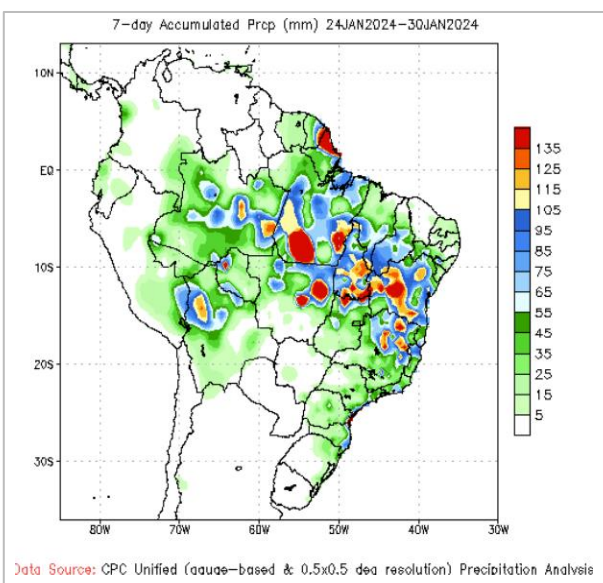 7-day Accumulated Prcp (mm) 24JAN2024-30JAN2024
10N
EQ
10S
20S
30S
80W 70W 60W 50W 40W 30W
135
125
115
105
95
85
75
65
55
45
35
25
15
5
Data Source: CPC Unified (gauge-based & 0.5x0.5 deg resolution) Precipitation Analysis